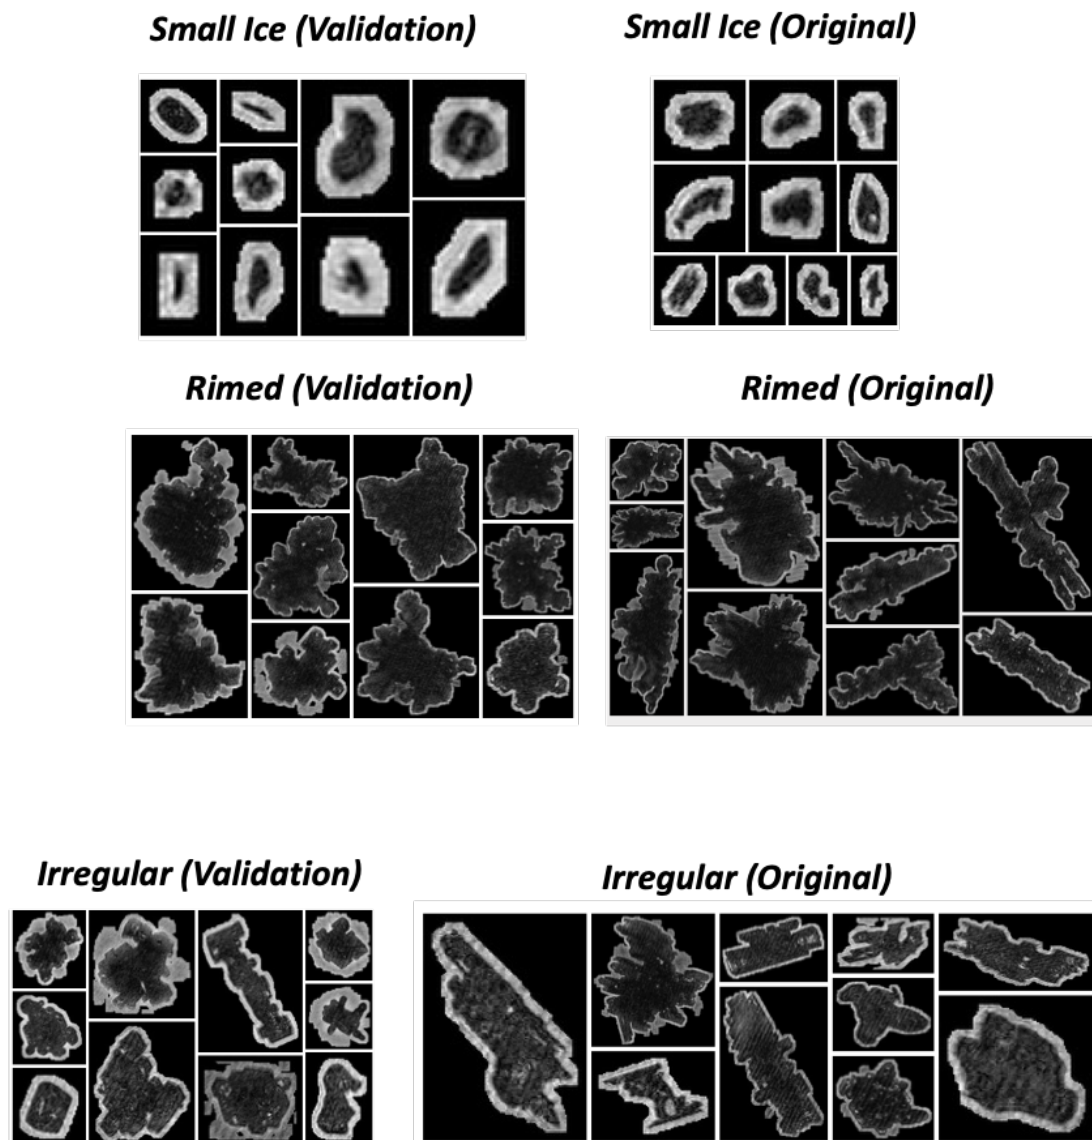 Small Ice (Validation)
Small Ice (Original)
Rimed (Validation)
Rimed (Original)
Irregular (Validation)
Irregular (Original)